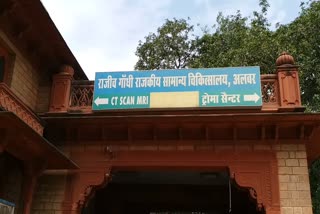 राजीव गाँधी राजकीय सामान्य चिकित्सालय, अलवर
CT SCAN MRI ट्रोमा सेन्टर